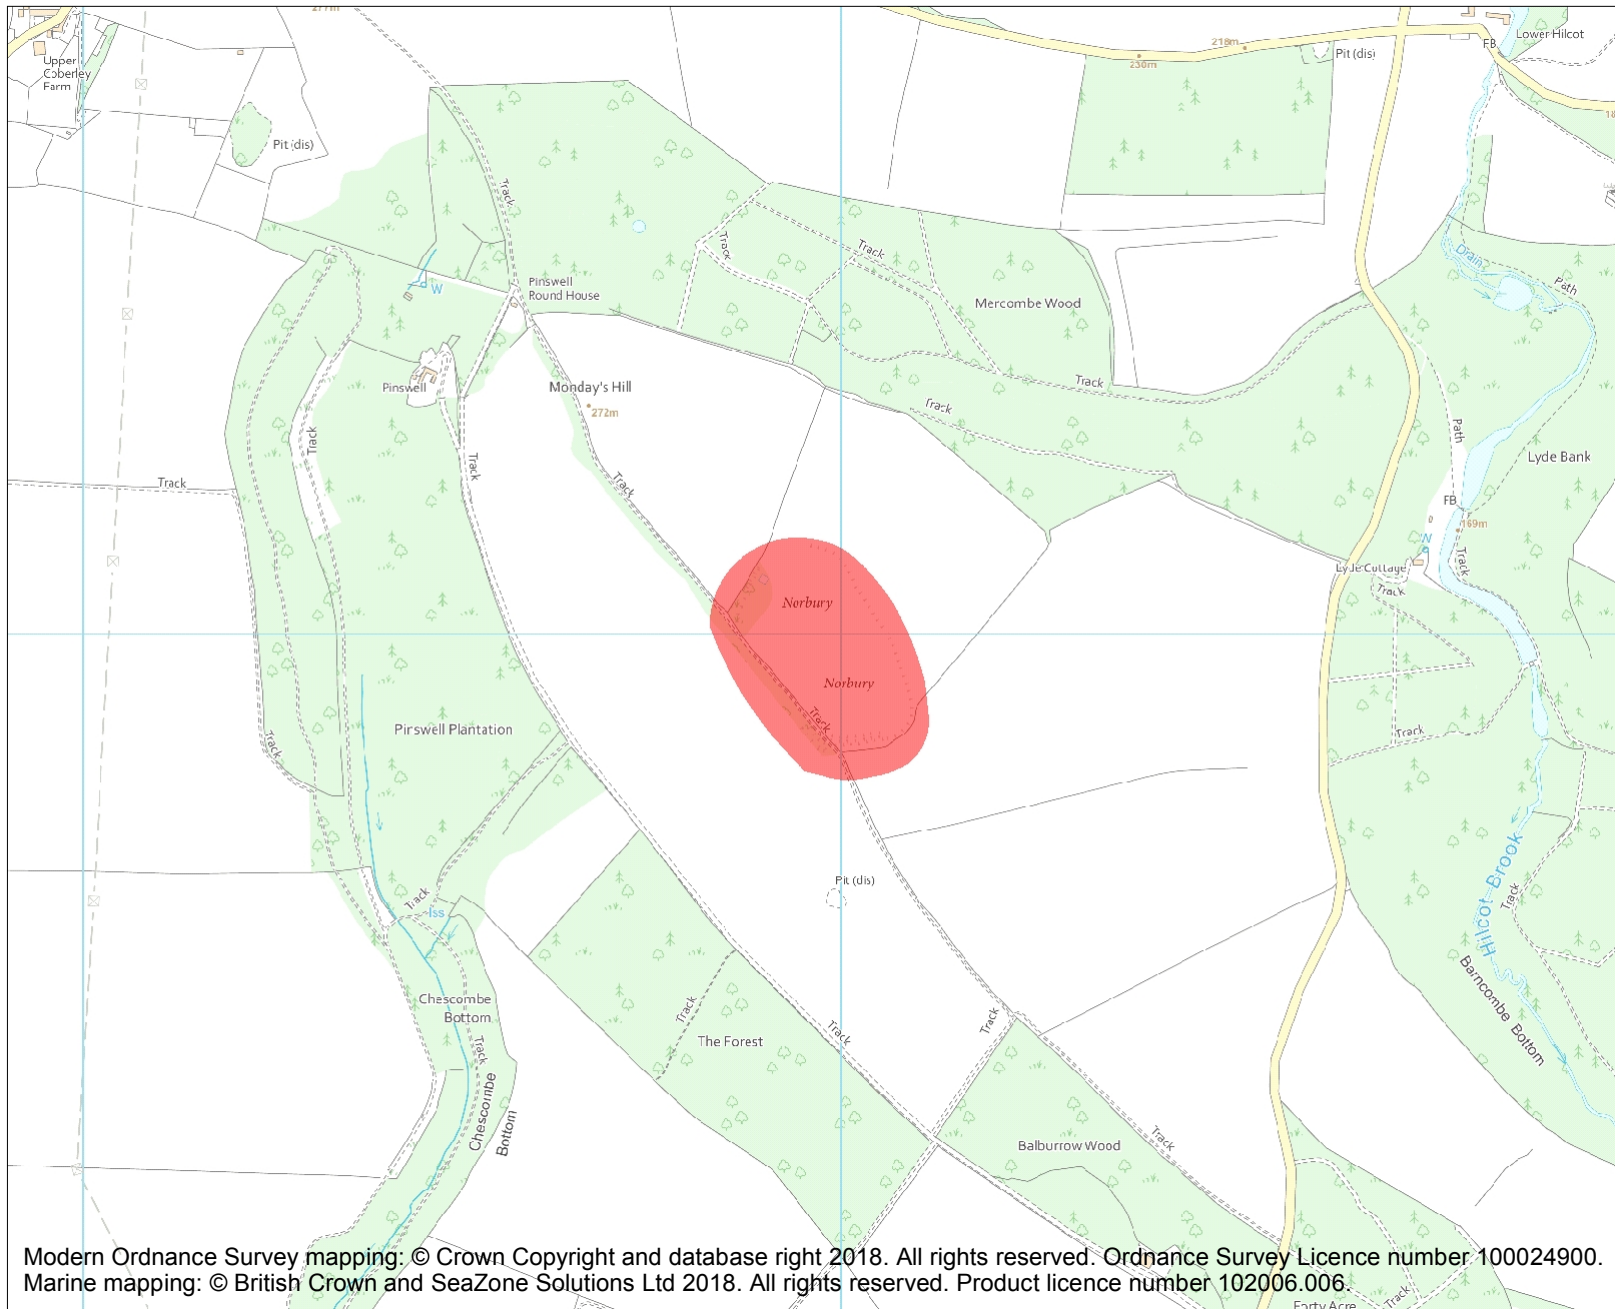 277m
Upper
Coberley
Farm
Pit (dis)
218m
230m
Pit (dis)
FB
Lower Hilcot
Track
Track
Track
Drain
Path
W
Pinswell
Round House
Mercombe Wood
Pinswell
Monday's Hill
272m
Track
Track
Track
Track
Track
Track
Path
Lyde Bank
FB
169m
Track
Lyde Cottage
Track
Norbury
Norbury
Track
Pinswell Plantation
Track
Track
Pit (dis)
Track
Iss
Hilcot Brook
Track
Barncombe Bottom
Chescombe
Bottom
Track
Track
The Forest
Track
Track
Chescombe
Bottom
Balburrow Wood
Track
Modern Ordnance Survey mapping: © Crown Copyright and database right 2018. All rights reserved. Ordnance Survey Licence number 100024900.
Marine mapping: © British Crown and SeaZone Solutions Ltd 2018. All rights reserved. Product licence number 102006.006.
Track
Forty Acre